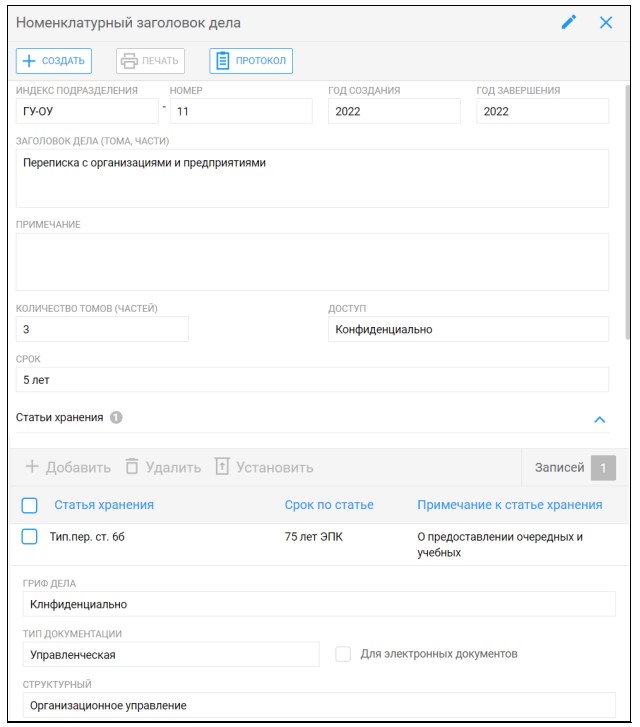 Номенклатурный заголовок дела
СОЗДАТЬ ПЕЧАТЬ ПРОТОКОЛ
ИНДЕКС ПОДРАЗДЕЛЕНИЯ НОМЕР ГОД СОЗДАНИЯ ГОД ЗАВЕРШЕНИЯ
ГУ-ОУ - 11 2022 2022
ЗАГОЛОВОК ДЕЛА (ТОМА, ЧАСТИ)
Переписка с организациями и предприятиями
ПРИМЕЧАНИЕ
КОЛИЧЕСТВО ТОМОВ (ЧАСТЕЙ) ДОСТУП
3 Конфиденциально
СРОК
5 лет
Статьи хранения 1
Добавить Удалить Установить Записей 1
Статья хранения Срок по статье Примечание к статье хранения
Тип.пер. ст. 6б 75 лет ЭПК О предоставлении очередных и
учебных
ГРИФ ДЕЛА
Клнфиденциально
ТИП ДОКУМЕНТАЦИИ
Управленческая Для электронных документов
СТРУКТУРНЫЙ
Организационное управление